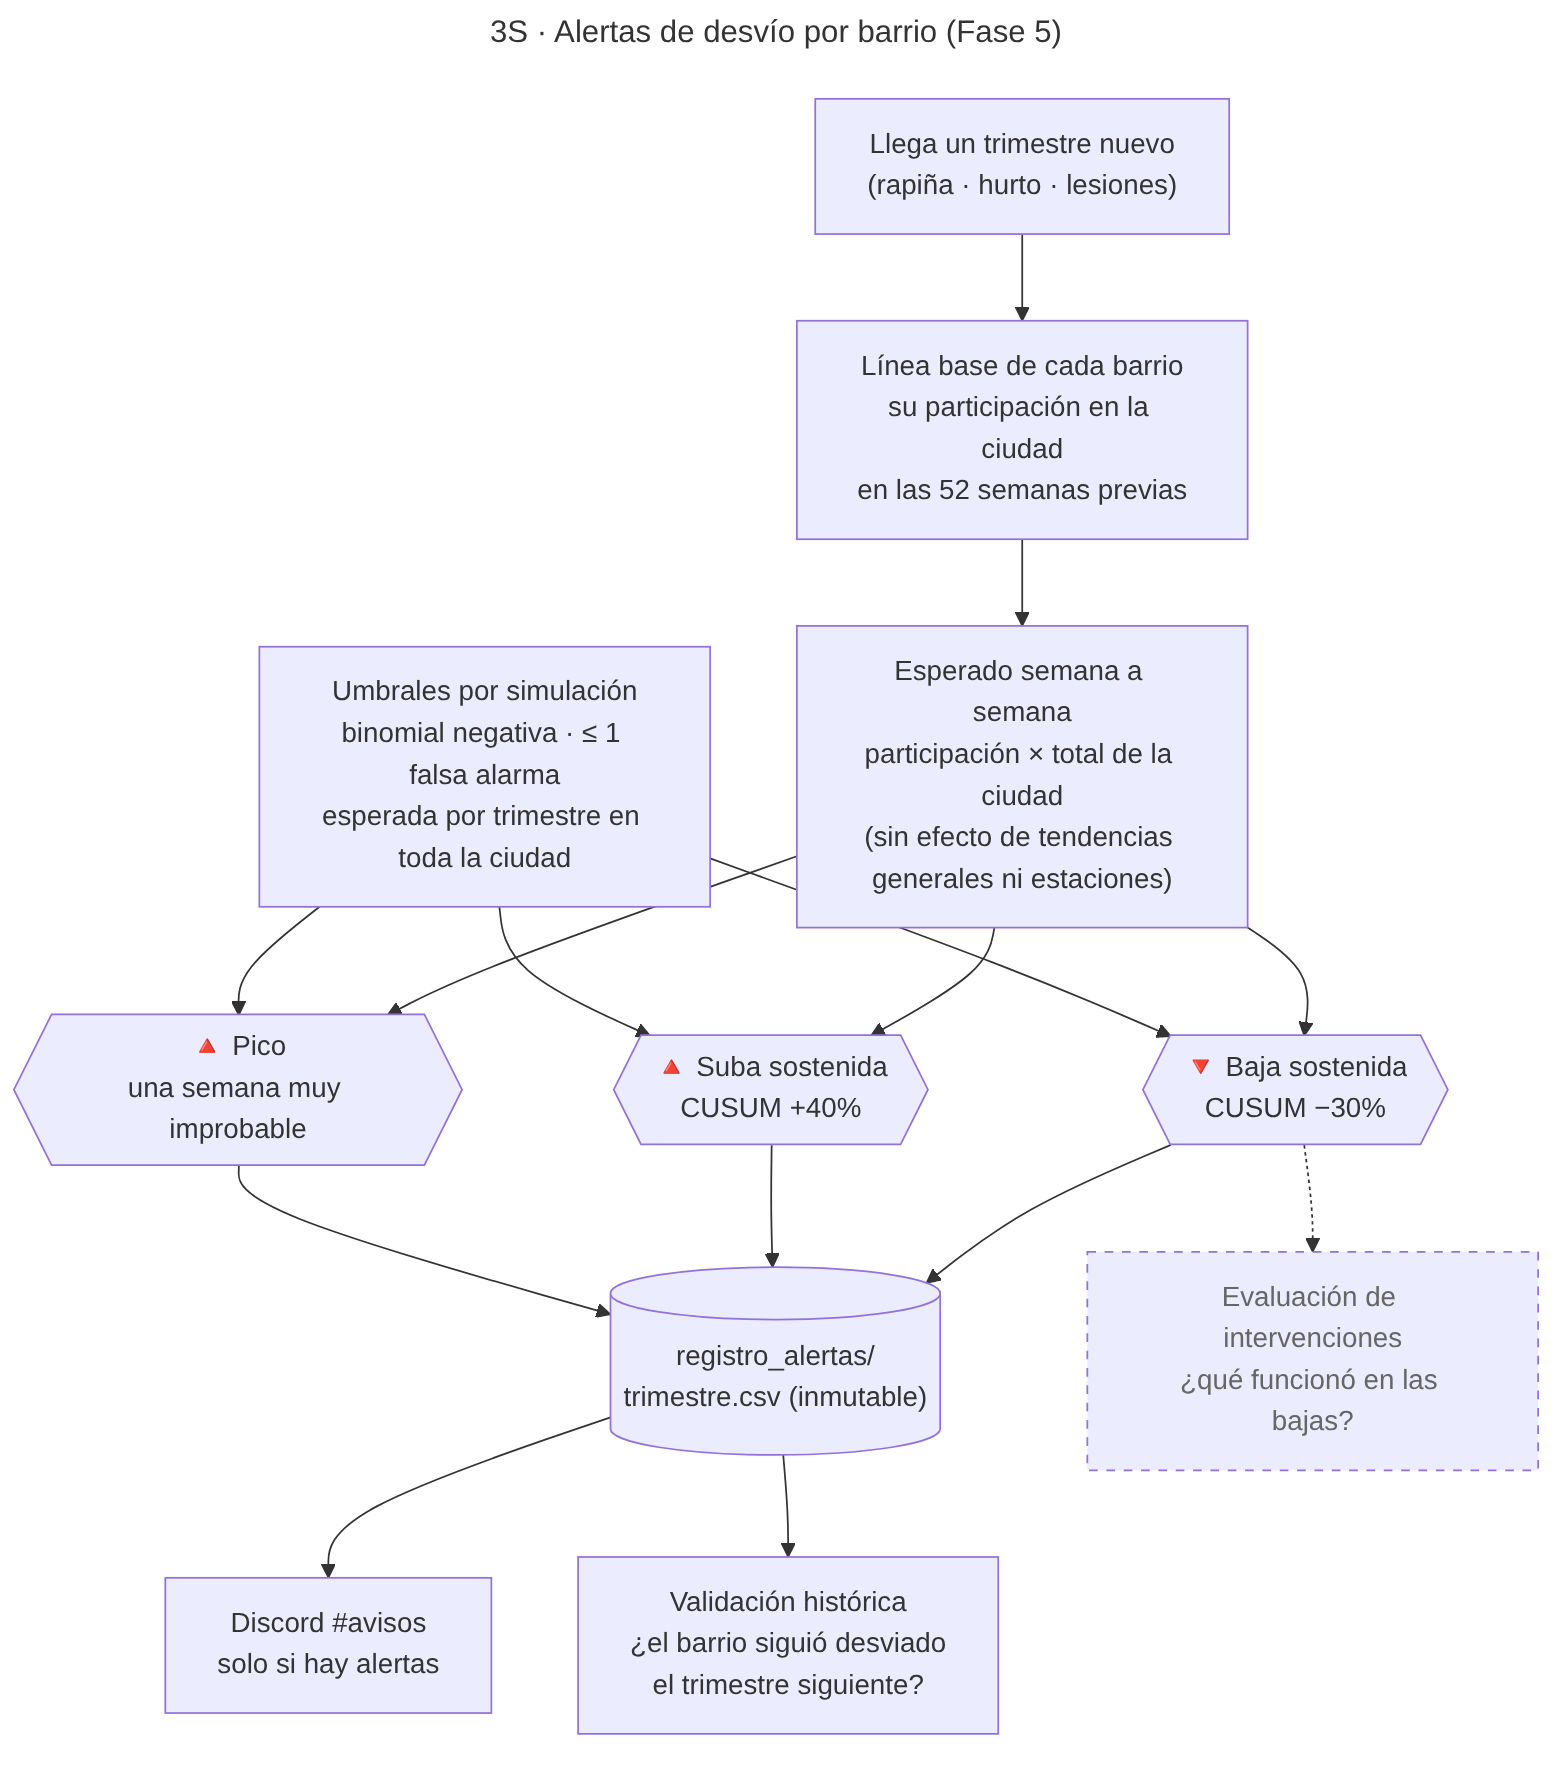 3S · Alertas de desvío por barrio (Fase 5)
Llega un trimestre nuevo
(rapiña · hurto · lesiones)
Línea base de cada barrio
su participación en la
ciudad
en las 52 semanas previas
Umbrales por simulación
binomial negativa · ≤ 1
falsa alarma
esperada por trimestre en
toda la ciudad
Esperado semana a
semana
participación × total de la
ciudad
(sin efecto de tendencias
generales ni estaciones)
🔺 Pico
una semana muy
improbable
🔺 Suba sostenida
CUSUM +40%
🔻 Baja sostenida
CUSUM −30%
registro_alertas/
trimestre.csv (inmutable)
Evaluación de
intervenciones
¿qué funcionó en las
bajas?
Discord #avisos
solo si hay alertas
Validación histórica
¿el barrio siguió desviado
el trimestre siguiente?